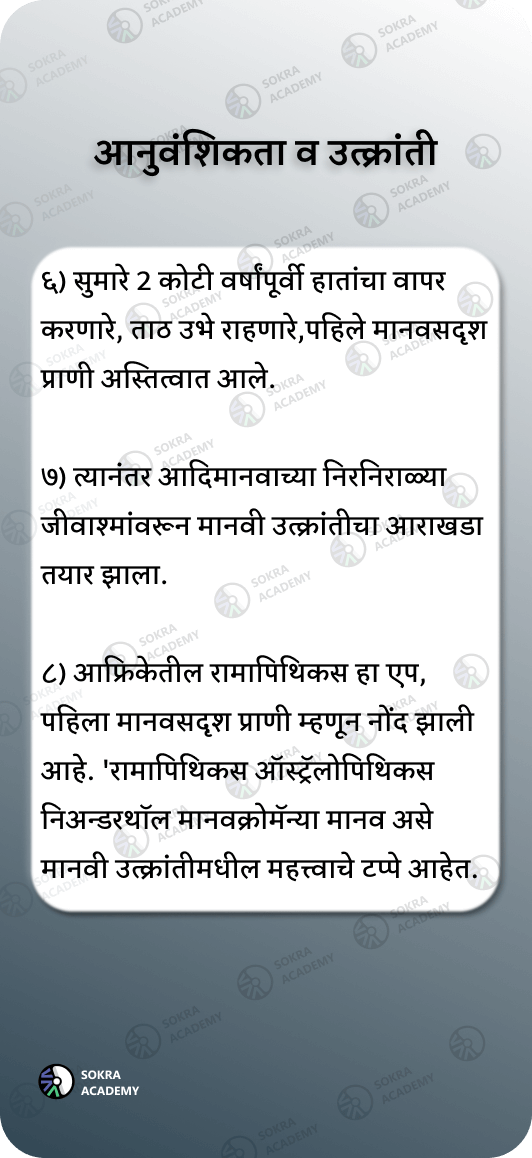 आनुवंशिकता व उत्क्रांती
६) सुमारे 2 कोटी वर्षांपूर्वी हातांचा वापर
करणारे, ताठ उभे राहणारे,पहिले मानवसदृश
प्राणी अस्तित्वात आले.
७) त्यानंतर आदिमानवाच्या निरनिराळ्या
जीवाश्मांवरून मानवी उत्क्रांतीचा आराखडा
तयार झाला.
८) आफ्रिकेतील रामापिथिकस हा एप,
पहिला मानवसदृश प्राणी म्हणून नोंद झाली
आहे. 'रामापिथिकस ऑस्ट्रॅलोपिथिकस
निअन्डरथॉल मानवक्रोमॅन्या मानव असे
मानवी उत्क्रांतीमधील महत्त्वाचे टप्पे आहेत.
SOKRA
ACADEMY